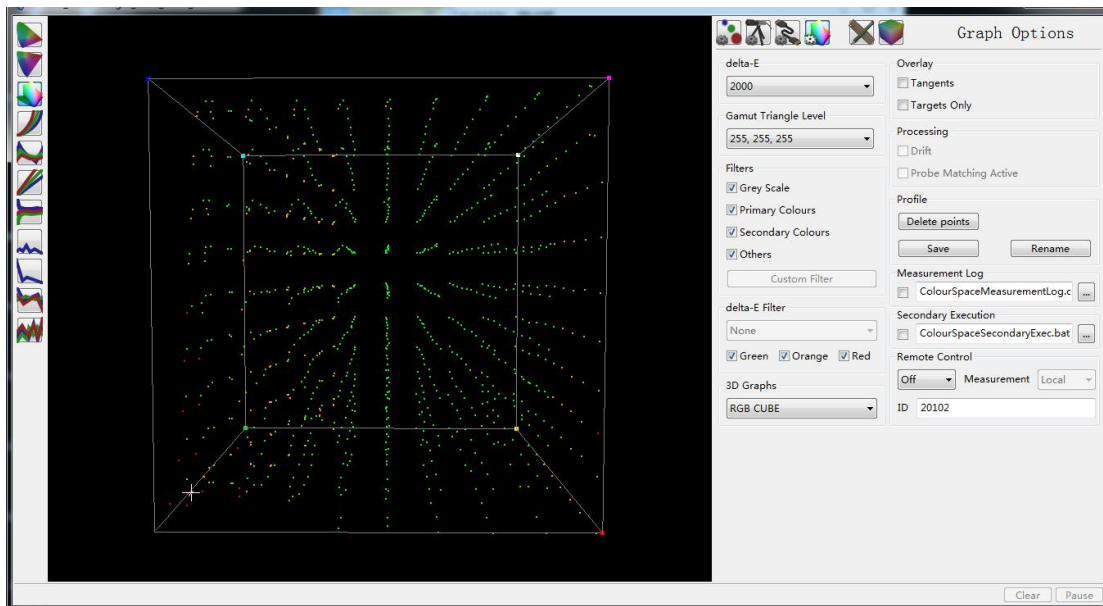 Graph Options
delta-E
2000
Gamut Triangle Level
255, 255, 255
Filters
Grey Scale
Primary Colours
Secondary Colours
Others
Custom Filter
delta-E Filter
None
Green Orange Red
3D Graphs
RGB CUBE
Overlay
Tangents
Targets Only
Processing
Drift
Probe Matching Active
Profile
Delete points
Save Rename
Measurement Log
ColourSpaceMeasurementLog.c ...
Secondary Execution
ColourSpaceSecondaryExec.bat ...
Remote Control
Off Measurement Local
ID 20102
Clear Pause